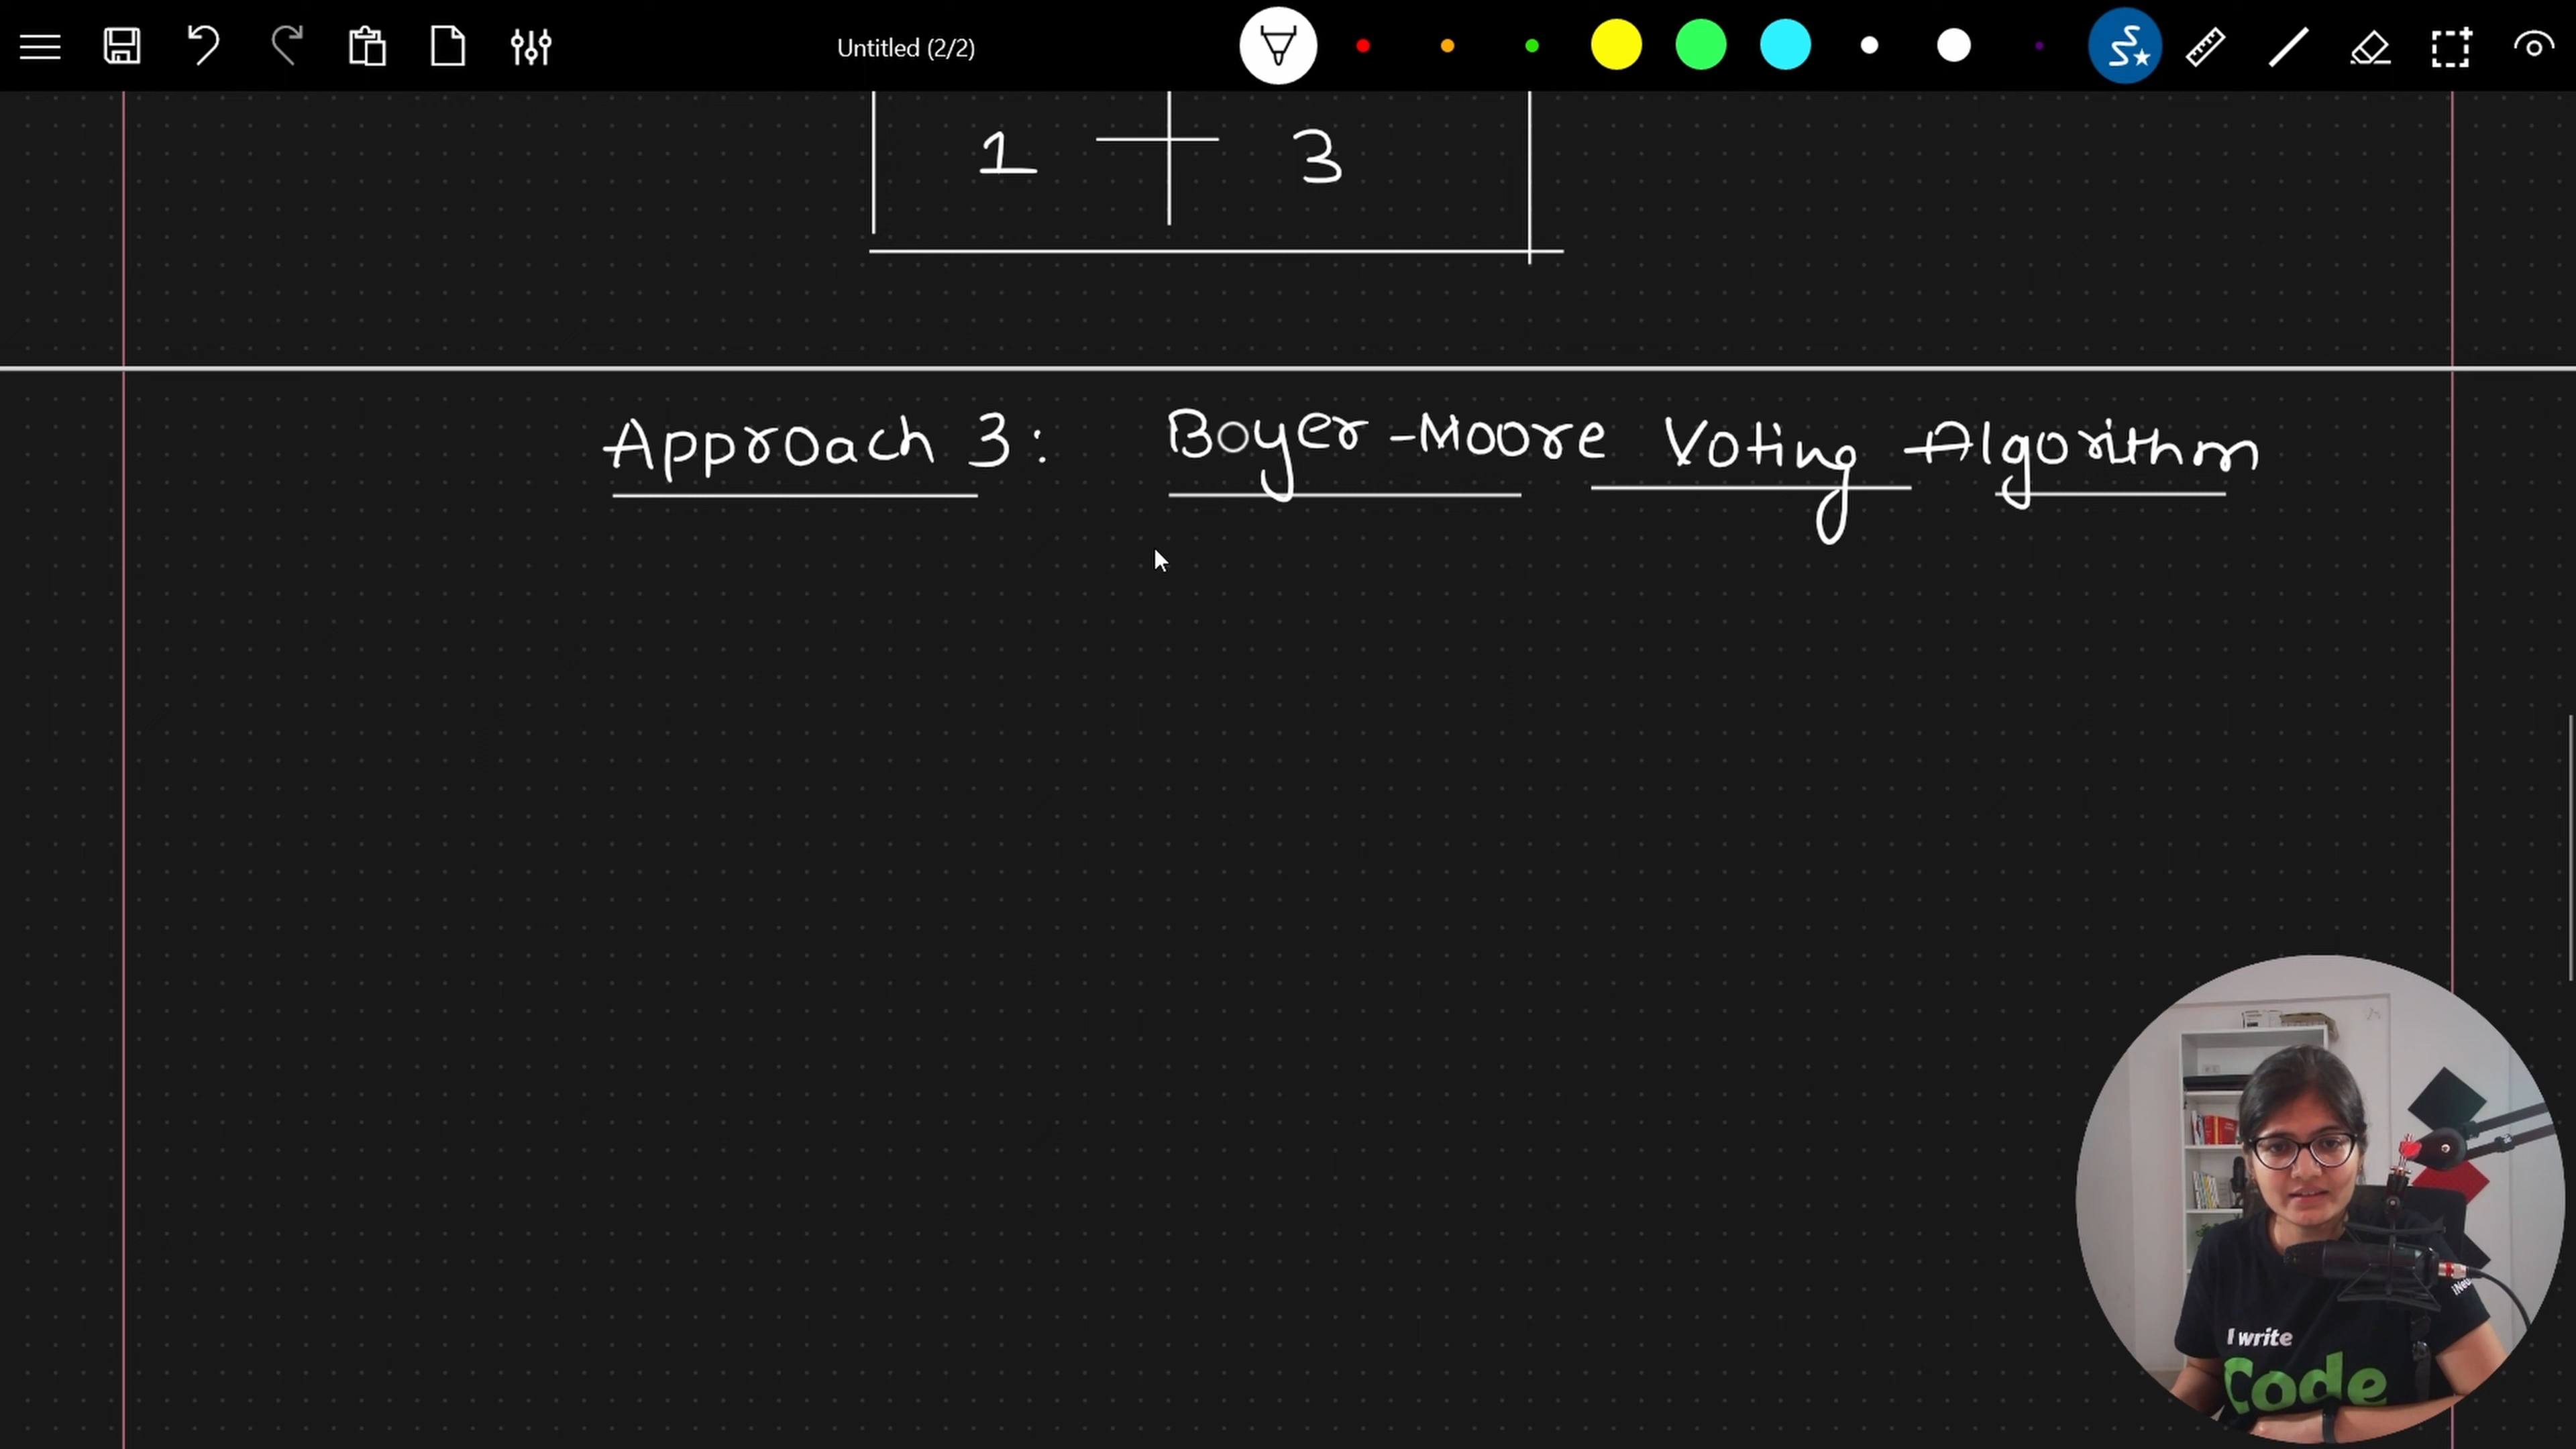 Untitled (2/2)
1 3
Approach 3: Boyer-Moore Voting Algorithm
I write
Code